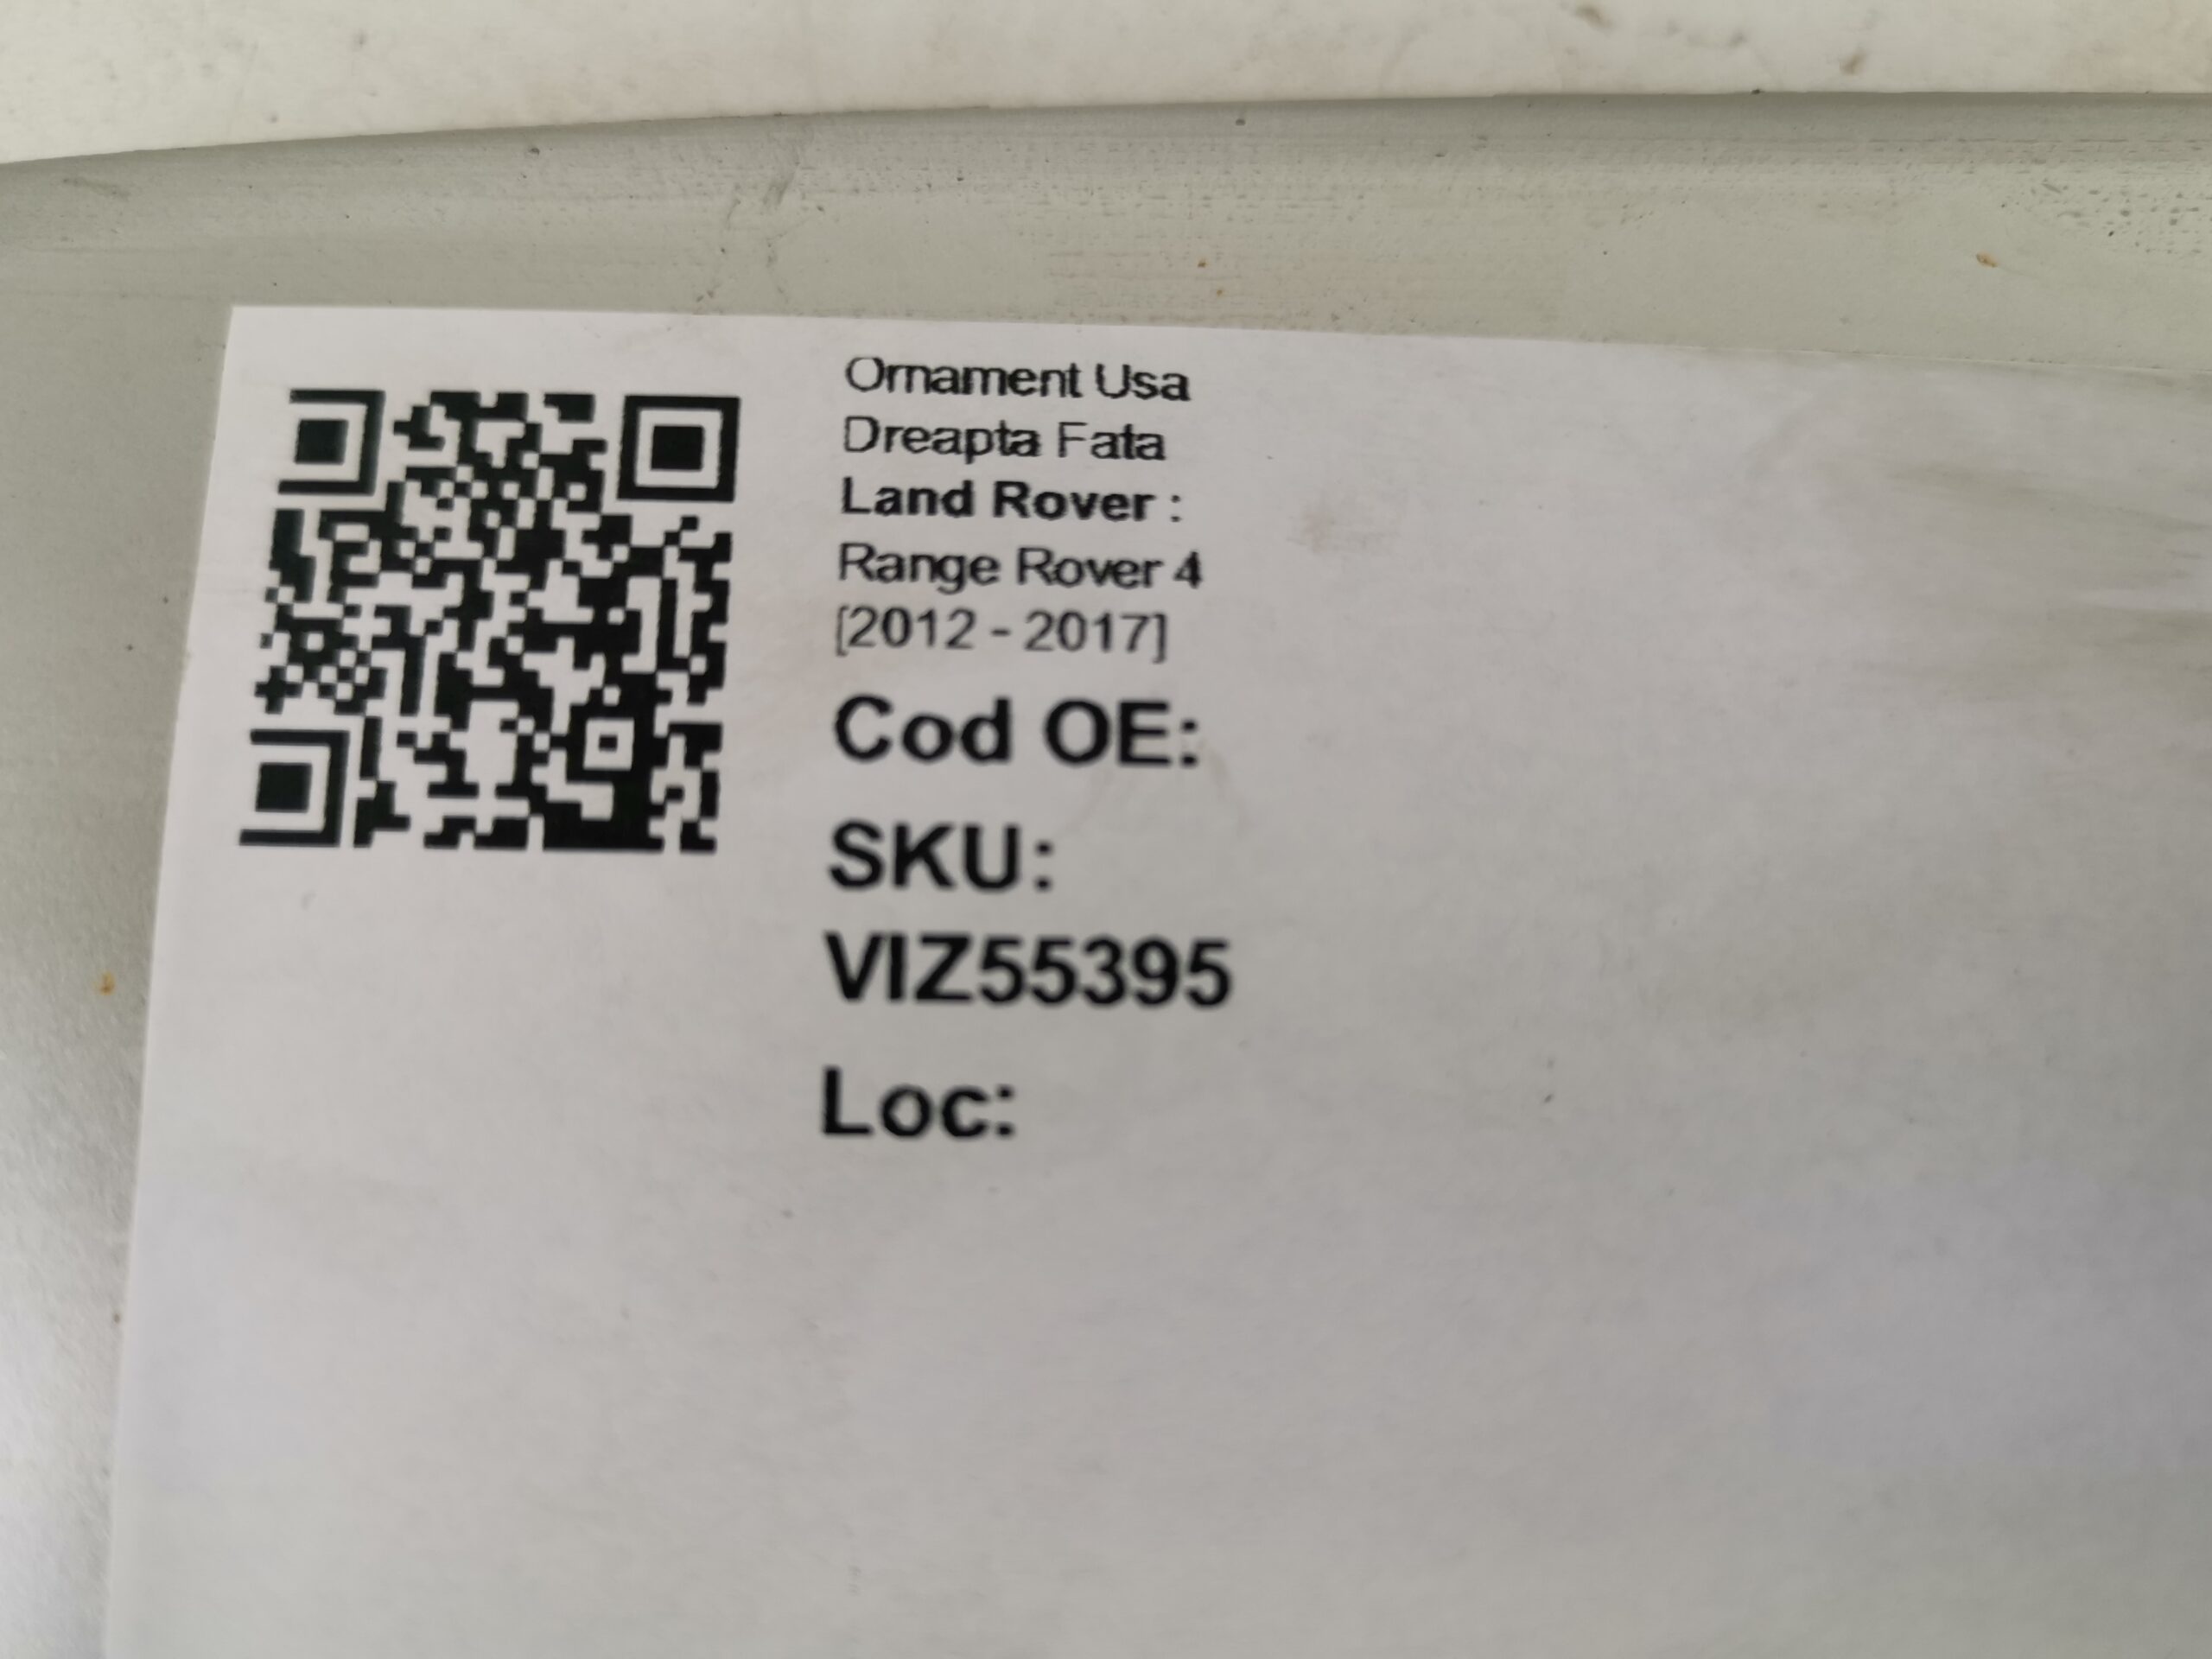 Ornament Usa
Dreapta Fata
Land Rover :
Range Rover 4
[2012 - 2017]
Cod OE:
SKU:
VIZ55395
Loc: